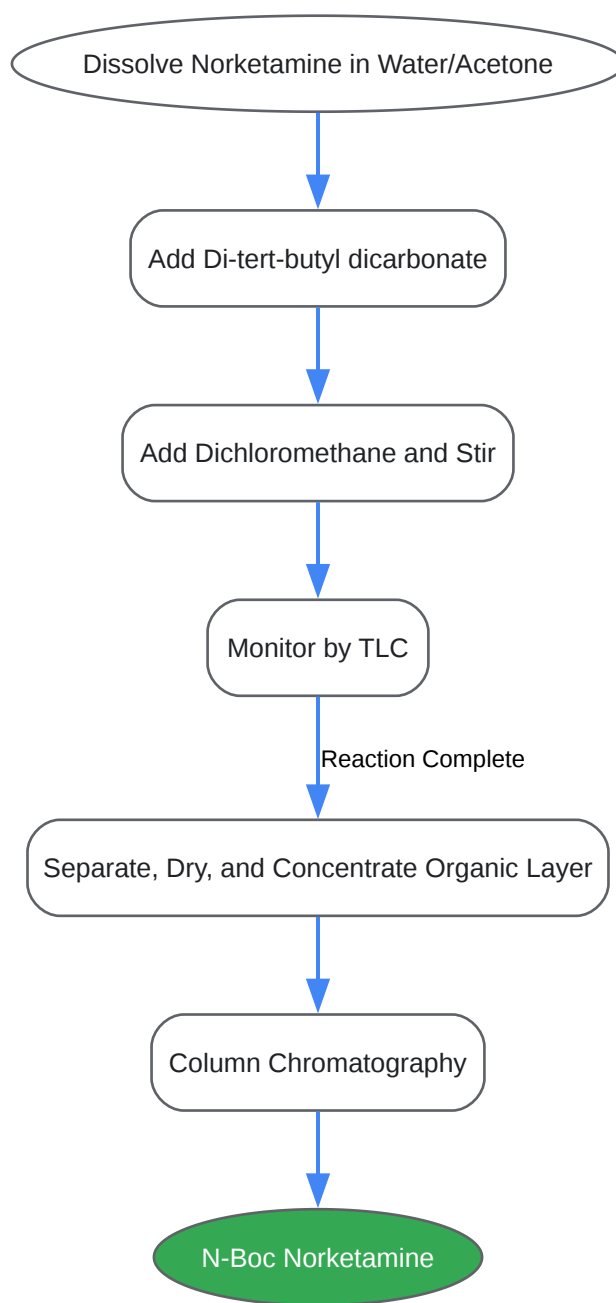 Dissolve Norketamine in Water/Acetone
Add Di-tert-butyl dicarbonate
Add Dichloromethane and Stir
Monitor by TLC
Reaction Complete
Separate, Dry, and Concentrate Organic Layer
Column Chromatography
N-Boc Norketamine